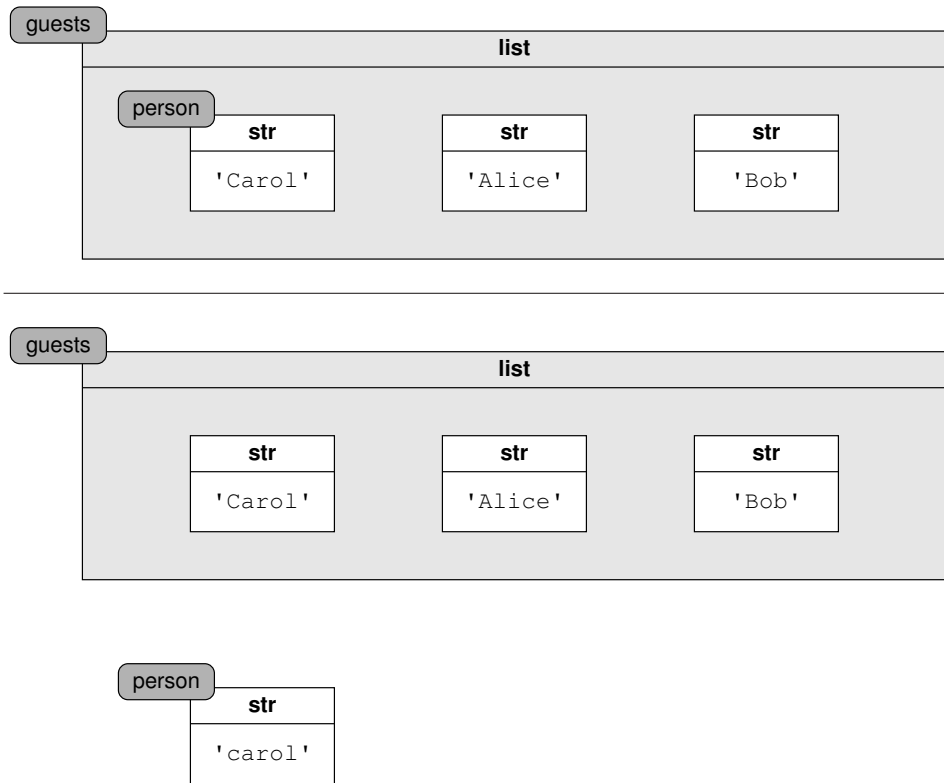 guests
list
person
str str str
'Carol' 'Alice' 'Bob'
guests
list
str str str
'Carol' 'Alice' 'Bob'
person
str
'carol'